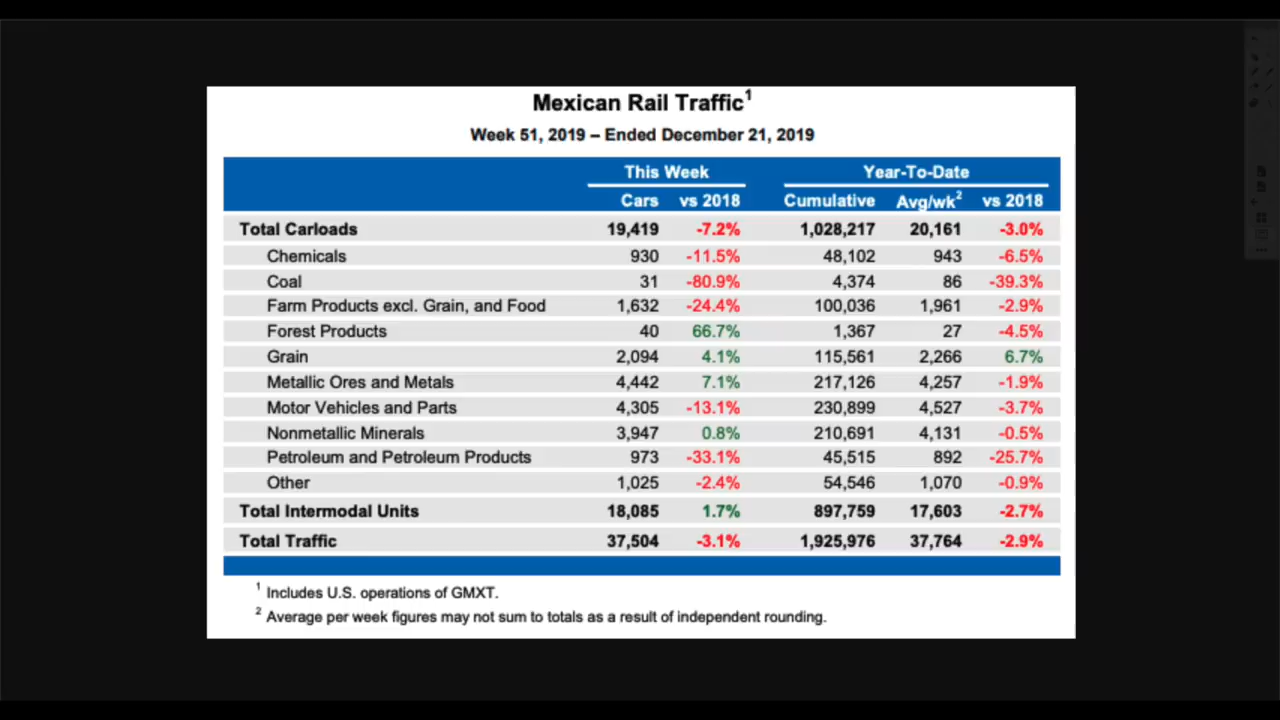 Mexican Rail Traffic1
Week 51, 2019 – Ended December 21, 2019
This Week Year-To-Date
Cars vs 2018 Cumulative Avg/wk2 vs 2018
Total Carloads 19,419 -7.2% 1,028,217 20,161 -3.0%
Chemicals 930 -11.5% 48,102 943 -6.5%
Coal 31 -80.9% 4,374 86 -39.3%
Farm Products excl. Grain, and Food 1,632 -24.4% 100,036 1,961 -2.9%
Forest Products 40 66.7% 1,367 27 -4.5%
Grain 2,094 4.1% 115,561 2,266 6.7%
Metallic Ores and Metals 4,442 7.1% 217,126 4,257 -1.9%
Motor Vehicles and Parts 4,305 -13.1% 230,899 4,527 -3.7%
Nonmetallic Minerals 3,947 0.8% 210,691 4,131 -0.5%
Petroleum and Petroleum Products 973 -33.1% 45,515 892 -25.7%
Other 1,025 -2.4% 54,546 1,070 -0.9%
Total Intermodal Units 18,085 1.7% 897,759 17,603 -2.7%
Total Traffic 37,504 -3.1% 1,925,976 37,764 -2.9%
1 Includes U.S. operations of GMXT.
2 Average per week figures may not sum to totals as a result of independent rounding.